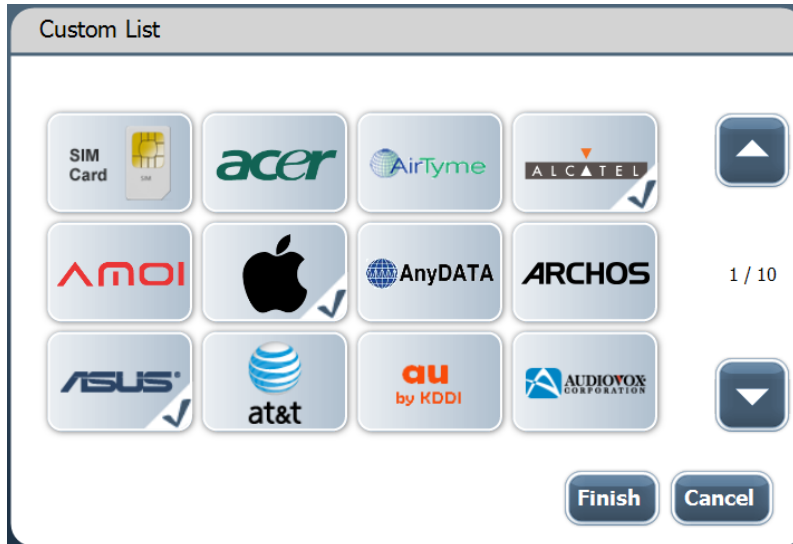 Custom List
SIM
Card
SIM
acer
AirTyme
ALCATEL
AMOI
AnyDATA
ARCHOS
1 / 10
ASUS
at&t
au
by KDDI
AUDIOVOX
CORPORATION
Finish
Cancel